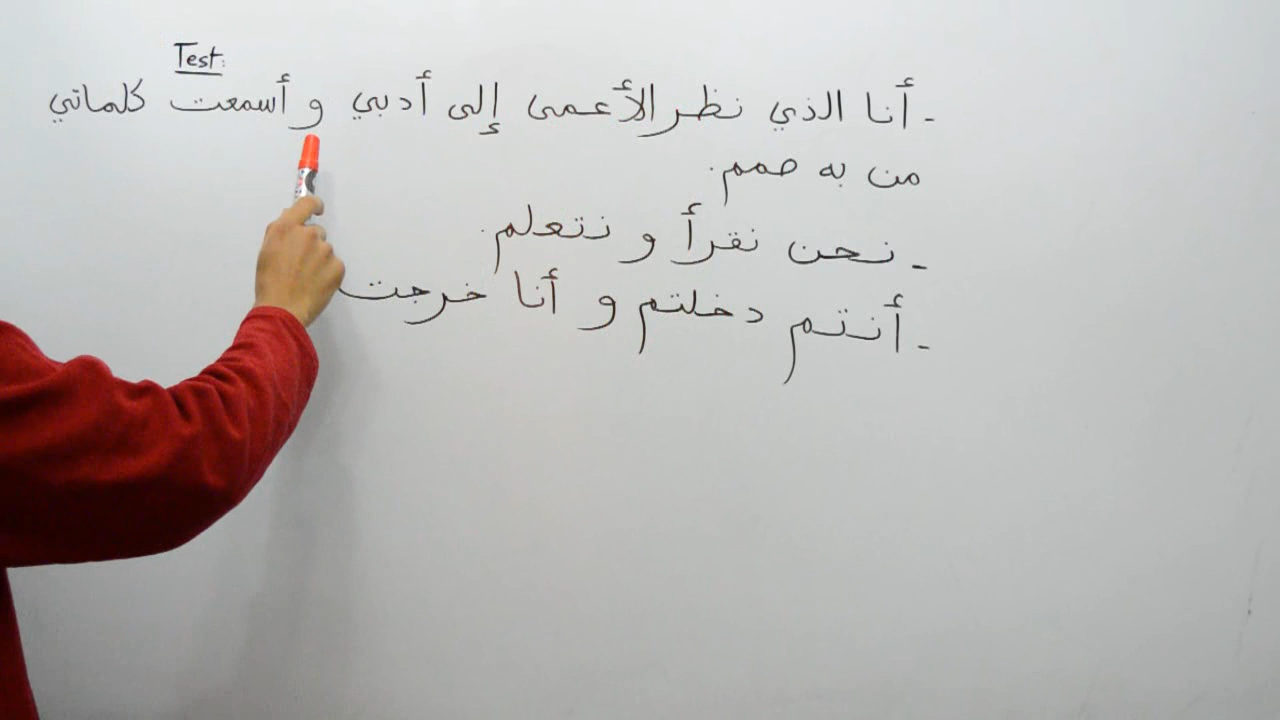 Test:
- أنا الذي نظر الأعمى إلى أدبي و أسمعت كلماتي
من به صمم.
- نحن نقرأ و نتعلم.
- أنتم دخلتم و أنا خرجت